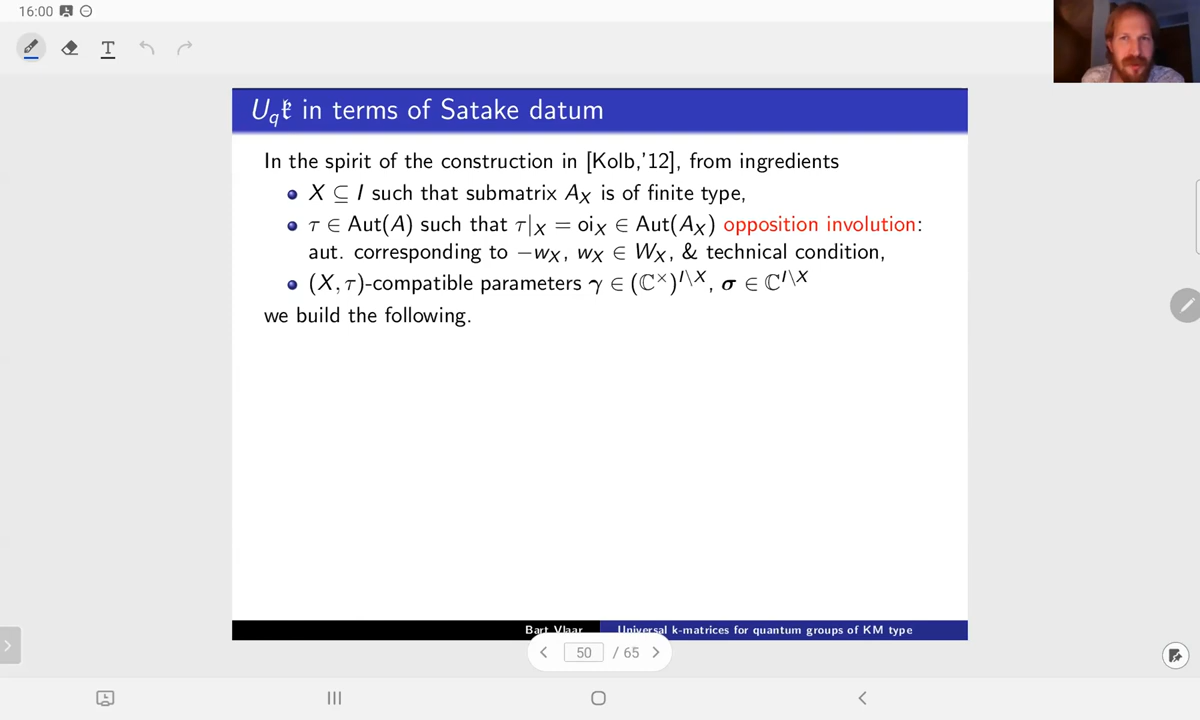 16:00
T
U_q𝔨 in terms of Satake datum
In the spirit of the construction in [Kolb,'12], from ingredients
• X ⊆ I such that submatrix A_X is of finite type,
• τ ∈ Aut(A) such that τ|_X = oi_X ∈ Aut(A_X) opposition involution:
aut. corresponding to −w_X, w_X ∈ W_X, & technical condition,
• (X, τ)-compatible parameters γ ∈ (ℂ^×)^{I\X}, σ ∈ ℂ^{I\X}
we build the following.
Bart Vlaar Universal k-matrices for quantum groups of KM type
50 / 65